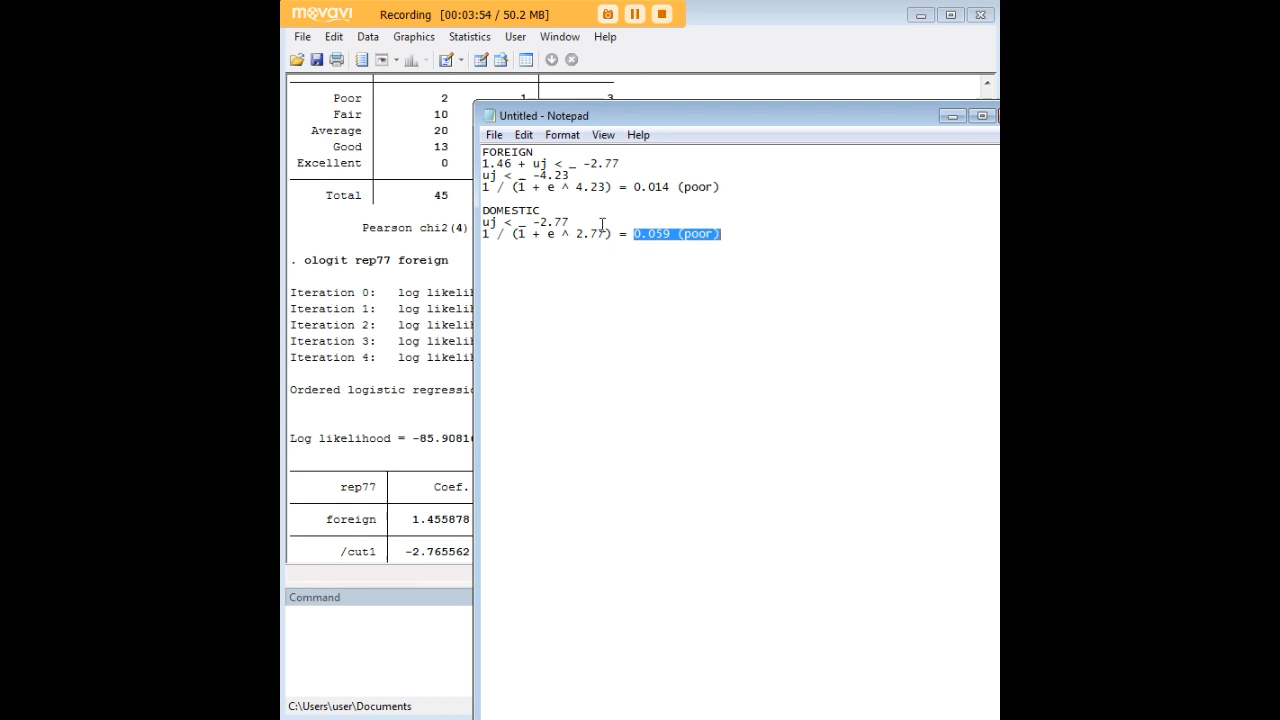 movavi Recording [00:03:54 / 50.2 MB]
File Edit Data Graphics Statistics User Window Help
Poor 2 1 3
Fair 10
Average 20
Good 13
Excellent 0
Total 45
Pearson chi2(4)
. ologit rep77 foreign
Iteration 0: log likeli
Iteration 1: log likeli
Iteration 2: log likeli
Iteration 3: log likeli
Iteration 4: log likeli
Ordered logistic regressio
Log likelihood = -85.90816
rep77 Coef.
foreign 1.455878
/cut1 -2.765562
Command
C:\Users\user\Documents
Untitled - Notepad
File Edit Format View Help
FOREIGN
1.46 + uj < _ -2.77
uj < _ -4.23
1 / (1 + e ^ 4.23) = 0.014 (poor)
DOMESTIC
uj < _ -2.77
1 / (1 + e ^ 2.77) = 0.059 (poor)